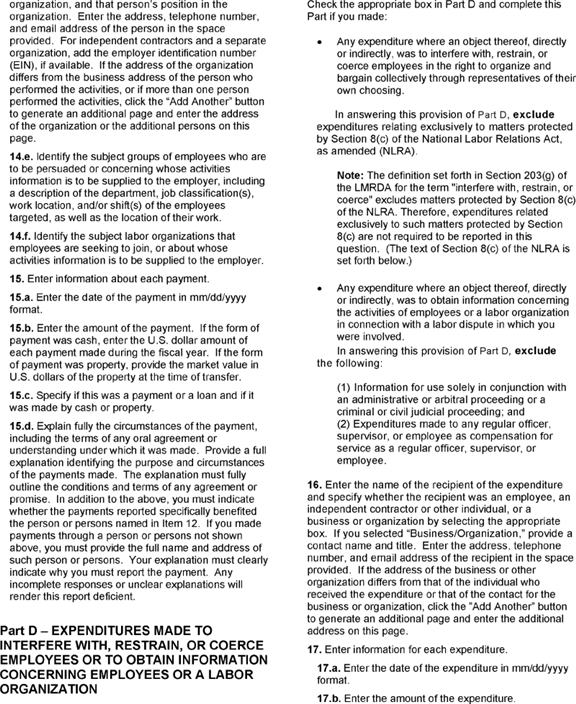 organization, and that person's position in the
organization.  Enter the address, telephone number,
and email address of the person in the space
provided.  For independent contractors and a separate
organization, add the employer identification number
(EIN), if available.  If the address of the organization
differs from the business address of the person who
performed the activities, or if more than one person
performed the activities, click the "Add Another" button
to generate an additional page and enter the address
of the organization or the additional persons on this
page.
14.e. Identify the subject groups of employees who are
to be persuaded or concerning whose activities
information is to be supplied to the employer, including
a description of the department, job classification(s),
work location, and/or shift(s) of the employees
targeted, as well as the location of their work.
14.f. Identify the subject labor organizations that
employees are seeking to join, or about whose
activities information is to be supplied to the employer.
15. Enter information about each payment.
15.a. Enter the date of the payment in mm/dd/yyyy
format.
15.b. Enter the amount of the payment.  If the form of
payment was cash, enter the U.S. dollar amount of
each payment made during the fiscal year.  If the form
of payment was property, provide the market value in
U.S. dollars of the property at the time of transfer.
15.c. Specify if this was a payment or a loan and if it
was made by cash or property.
15.d. Explain fully the circumstances of the payment,
including the terms of any oral agreement or
understanding under which it was made.  Provide a full
explanation identifying the purpose and circumstances
of the payments made.  The explanation must fully
outline the conditions and terms of any agreement or
promise.  In addition to the above, you must indicate
whether the payments reported specifically benefited
the person or persons named in Item 12.  If you made
payments through a person or persons not shown
above, you must provide the full name and address of
such person or persons.  Your explanation must clearly
indicate why you must report the payment.  Any
incomplete responses or unclear explanations will
render this report deficient.
Part D – EXPENDITURES MADE TO
INTERFERE WITH, RESTRAIN, OR COERCE
EMPLOYEES OR TO OBTAIN INFORMATION
CONCERNING EMPLOYEES OR A LABOR
ORGANIZATION
Check the appropriate box in Part D and complete this
Part if you made:
• Any expenditure where an object thereof, directly
or indirectly, was to interfere with, restrain, or
coerce employees in the right to organize and
bargain collectively through representatives of their
own choosing.
In answering this provision of Part D, exclude
expenditures relating exclusively to matters protected
by Section 8(c) of the National Labor Relations Act,
as amended (NLRA).
Note: The definition set forth in Section 203(g) of
the LMRDA for the term "interfere with, restrain, or
coerce" excludes matters protected by Section 8(c)
of the NLRA. Therefore, expenditures related
exclusively to such matters protected by Section
8(c) are not required to be reported in this
question.  (The text of Section 8(c) of the NLRA is
set forth below.)
• Any expenditure where an object thereof, directly
or indirectly, was to obtain information concerning
the activities of employees or a labor organization
in connection with a labor dispute in which you
were involved.
In answering this provision of Part D, exclude
the following:
(1) Information for use solely in conjunction with
an administrative or arbitral proceeding or a
criminal or civil judicial proceeding; and
(2) Expenditures made to any regular officer,
supervisor, or employee as compensation for
service as a regular officer, supervisor, or
employee.
16. Enter the name of the recipient of the expenditure
and specify whether the recipient was an employee, an
independent contractor or other individual, or a
business or organization by selecting the appropriate
box.  If you selected "Business/Organization," provide a
contact name and title.  Enter the address, telephone
number, and email address of the recipient in the space
provided.  If the address of the business or other
organization differs from that of the individual who
received the expenditure or that of the contact for the
business or organization, click the "Add Another" button
to generate an additional page and enter the additional
address on this page.
17. Enter information for each expenditure.
17.a. Enter the date of the expenditure in mm/dd/yyyy
format.
17.b. Enter the amount of the expenditure.